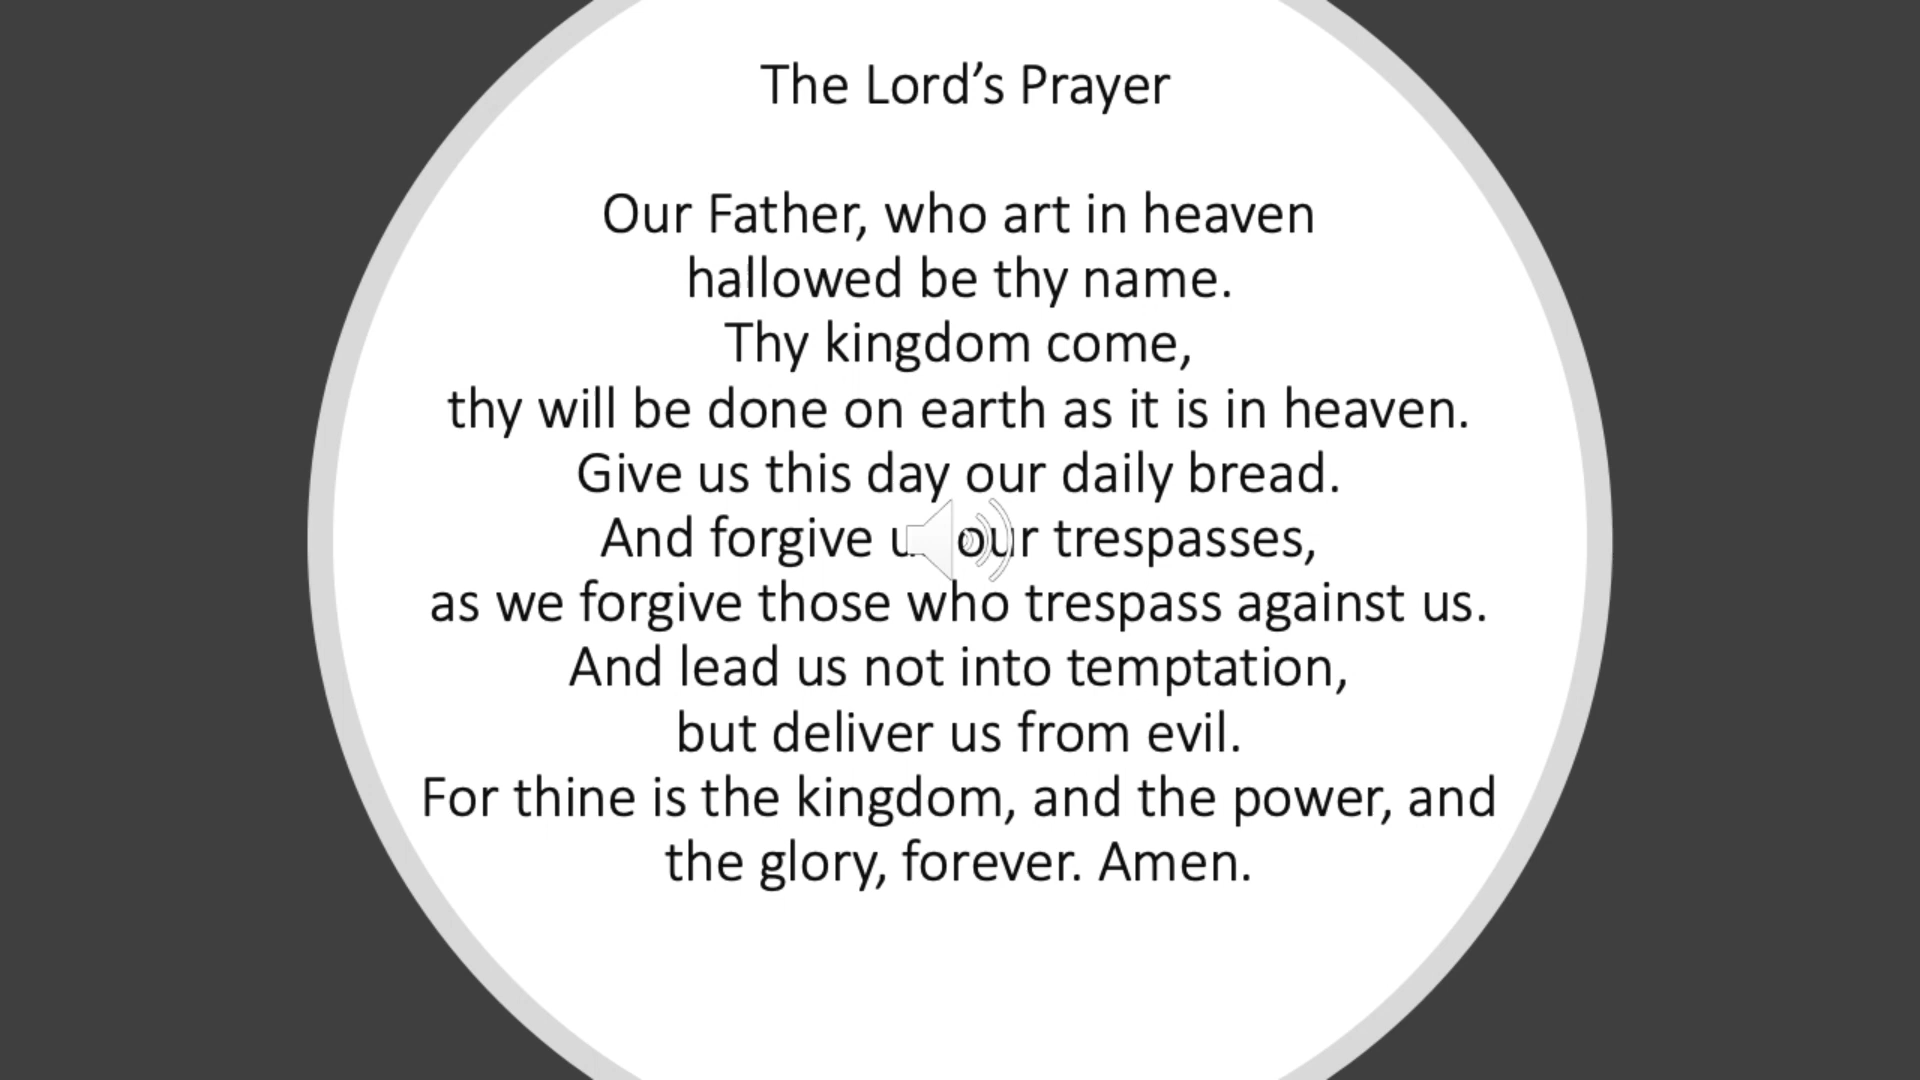 The Lord’s Prayer
Our Father, who art in heaven
hallowed be thy name.
Thy kingdom come,
thy will be done on earth as it is in heaven.
Give us this day our daily bread.
And forgive our trespasses,
as we forgive those who trespass against us.
And lead us not into temptation,
but deliver us from evil.
For thine is the kingdom, and the power, and
the glory, forever. Amen.